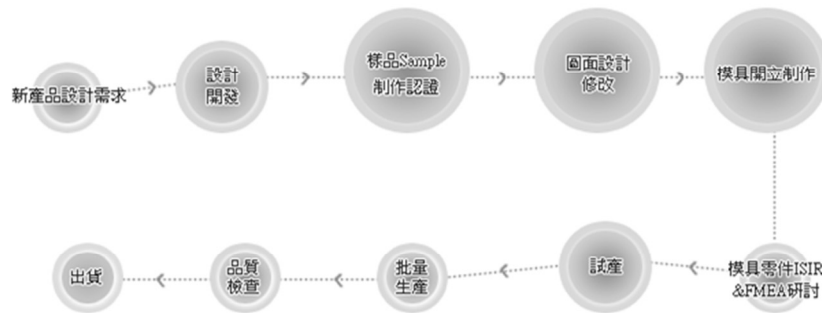 新產品設計需求
設計
開發
樣品Sample
制作認證
圖面設計
修改
模具開立制作
模具零件ISIR
&FMEA研討
試產
批量
生產
品質
檢查
出貨